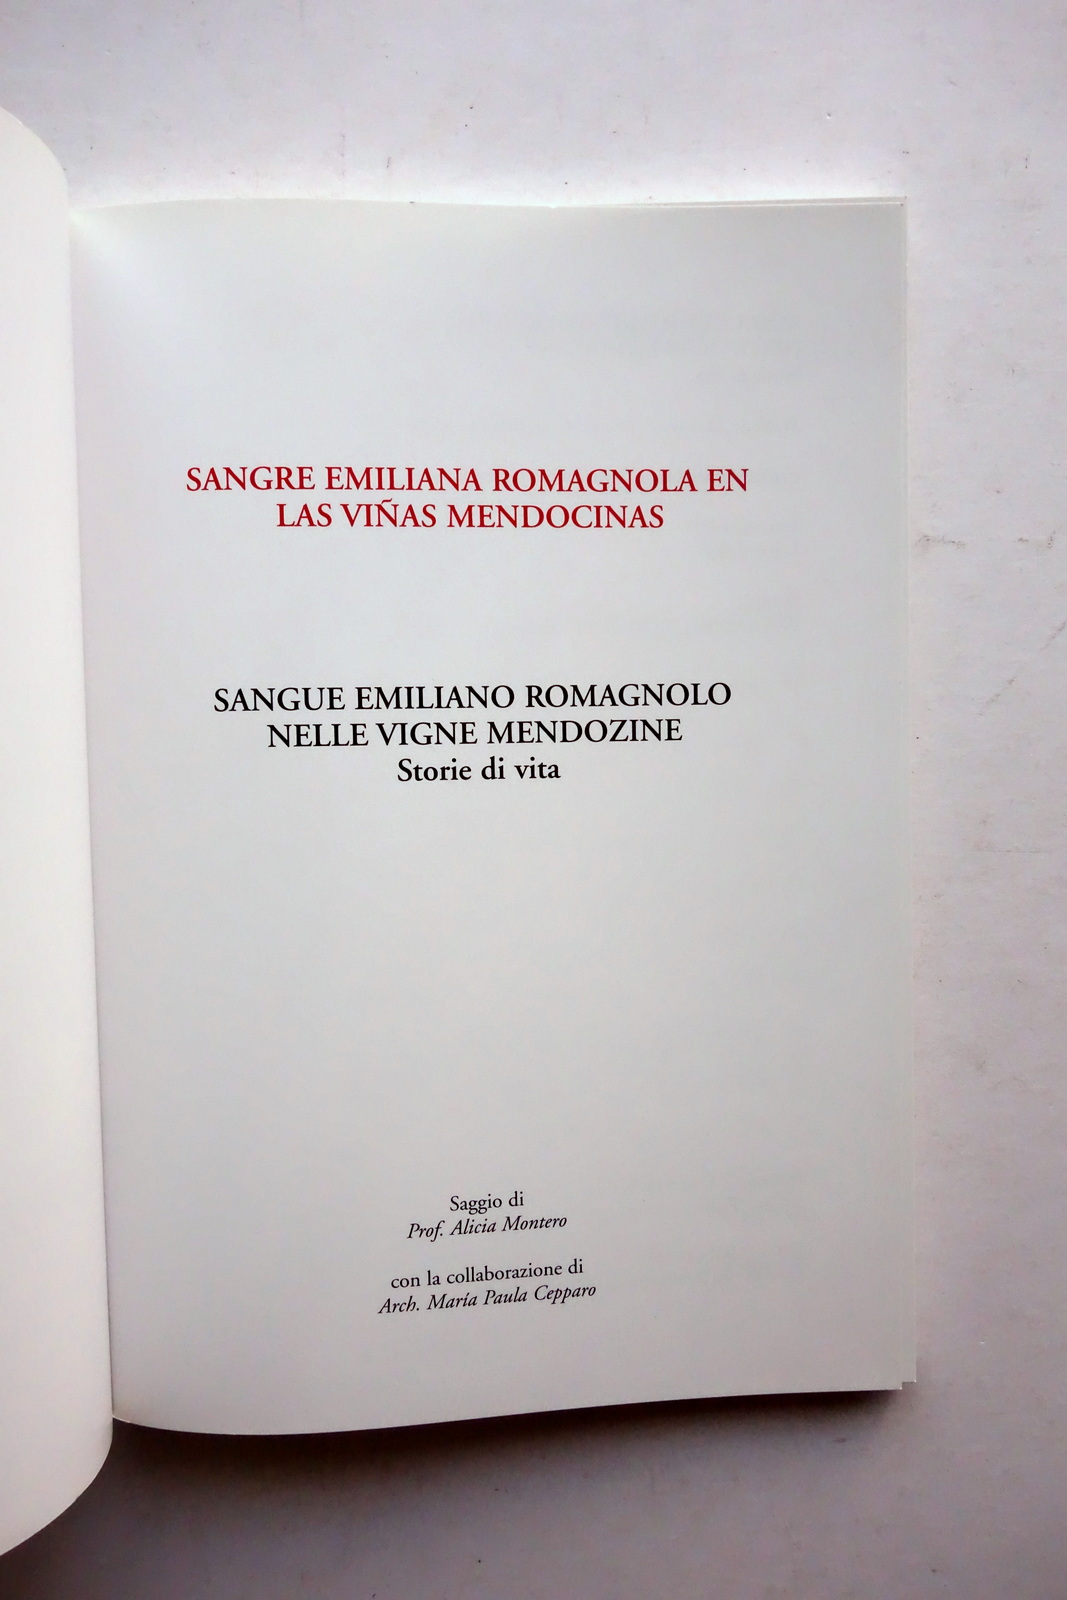 SANGRE EMILIANA ROMAGNOLA EN
LAS VIÑAS MENDOCINAS
SANGUE EMILIANO ROMAGNOLO
NELLE VIGNE MENDOZINE
Storie di vita
Saggio di
Prof. Alicia Montero
con la collaborazione di
Arch. María Paula Cepparo